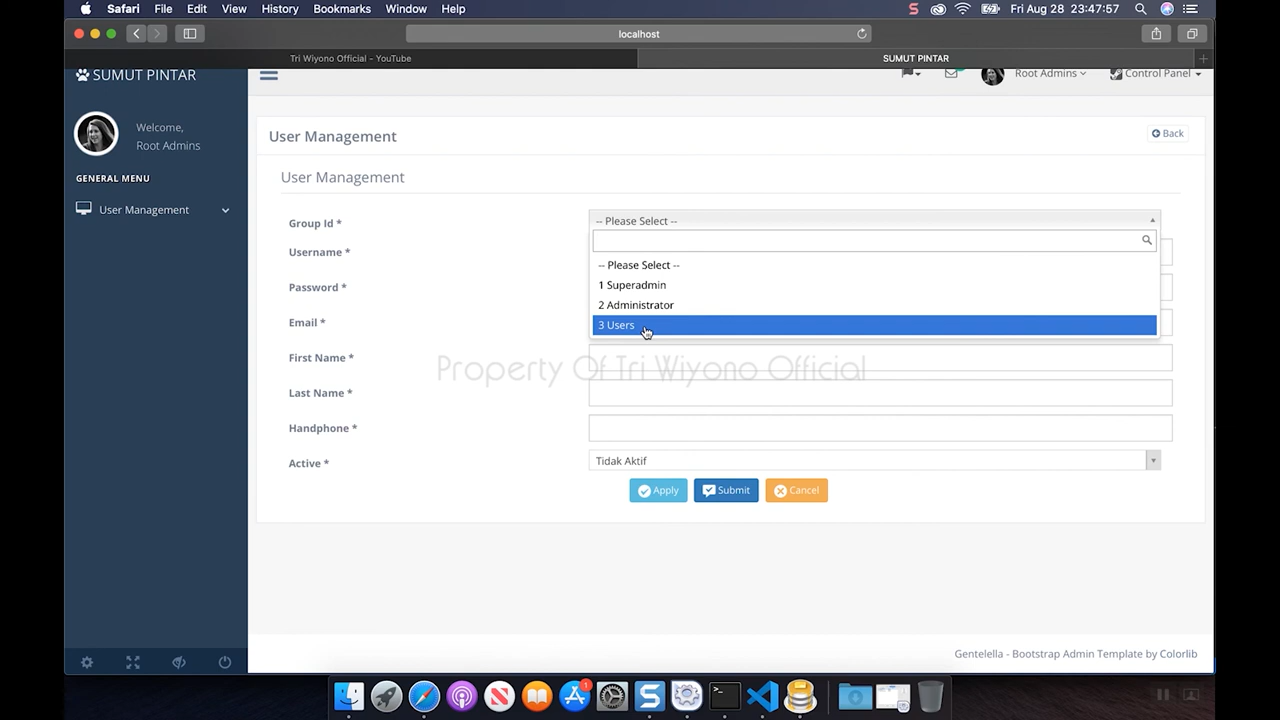 Safari File Edit View History Bookmarks Window Help
Fri Aug 28 23:47:57
localhost
Tri Wiyono Official - YouTube
SUMUT PINTAR
SUMUT PINTAR
Root Admins
Control Panel
Welcome,
Root Admins
User Management
Back
GENERAL MENU
User Management
User Management
Group Id *
-- Please Select --
Username *
-- Please Select --
Password *
1 Superadmin
2 Administrator
Email *
3 Users
First Name *
Property Of Tri Wiyono Official
Last Name *
Handphone *
Active *
Tidak Aktif
Apply
Submit
Cancel
Gentelella - Bootstrap Admin Template by Colorlib
1